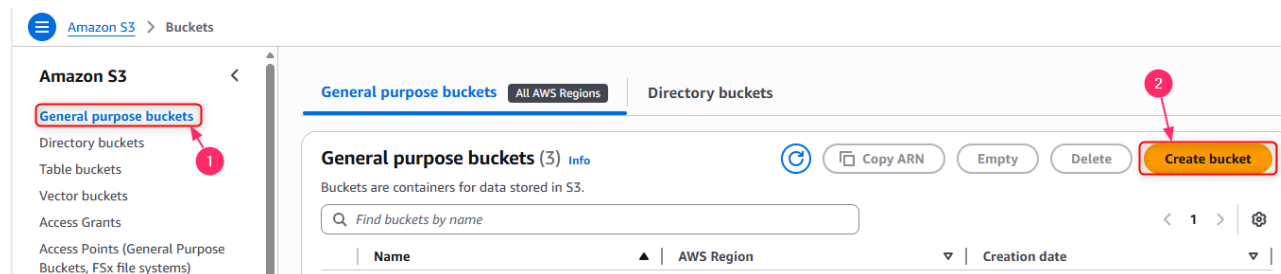 Amazon S3 > Buckets
Amazon S3
General purpose buckets
Directory buckets
Table buckets
Vector buckets
Access Grants
Access Points (General Purpose
Buckets, FSx file systems)
1
General purpose buckets All AWS Regions Directory buckets
2
General purpose buckets (3) Info Copy ARN Empty Delete Create bucket
Buckets are containers for data stored in S3.
Find buckets by name < 1 >
Name AWS Region Creation date